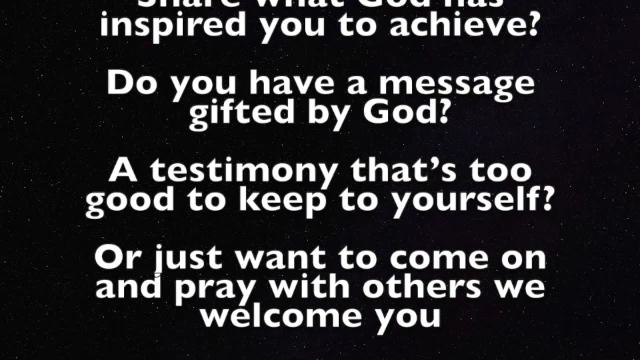 Share what God has
inspired you to achieve?
Do you have a message
gifted by God?
A testimony that's too
good to keep to yourself?
Or just want to come on
and pray with others we
welcome you